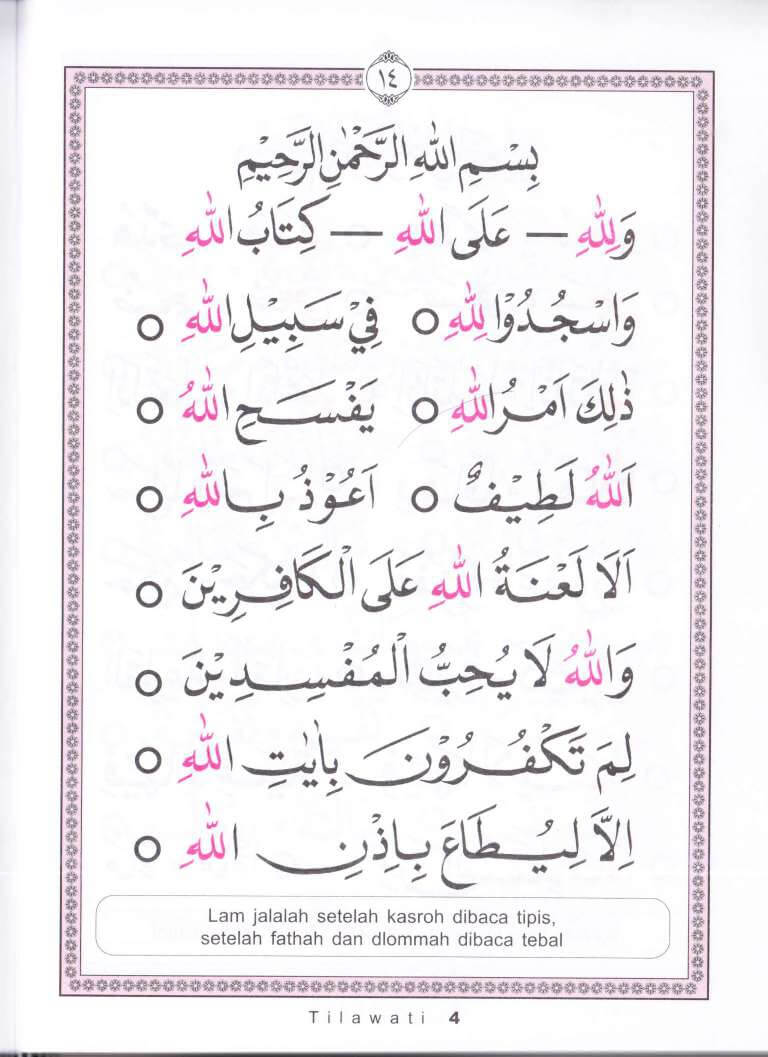 ١٤
بِسْمِ اللّٰهِ الرَّحْمٰنِ الرَّحِيْمِ
وَلِلّٰهِ — عَلَى اللّٰهِ — كِتَابُ اللّٰهِ
وَاسْجُدُوْا لِلّٰهِ ○ فِيْ سَبِيْلِ اللّٰهِ ○
ذٰلِكَ اَمْرُ اللّٰهِ ○ يَفْسَحِ اللّٰهُ ○
اَللّٰهُ لَطِيْفٌ ○ اَعُوْذُ بِاللّٰهِ ○
اَلَا لَعْنَةُ اللّٰهِ عَلَى الْكَافِرِيْنَ ○
وَاللّٰهُ لَا يُحِبُّ الْمُفْسِدِيْنَ ○
لِمَ تَكْفُرُوْنَ بِاٰيٰتِ اللّٰهِ ○
اِلَّا لِيُطَاعَ بِاِذْنِ اللّٰهِ ○
Lam jalalah setelah kasroh dibaca tipis,
setelah fathah dan dlommah dibaca tebal
Tilawati 4